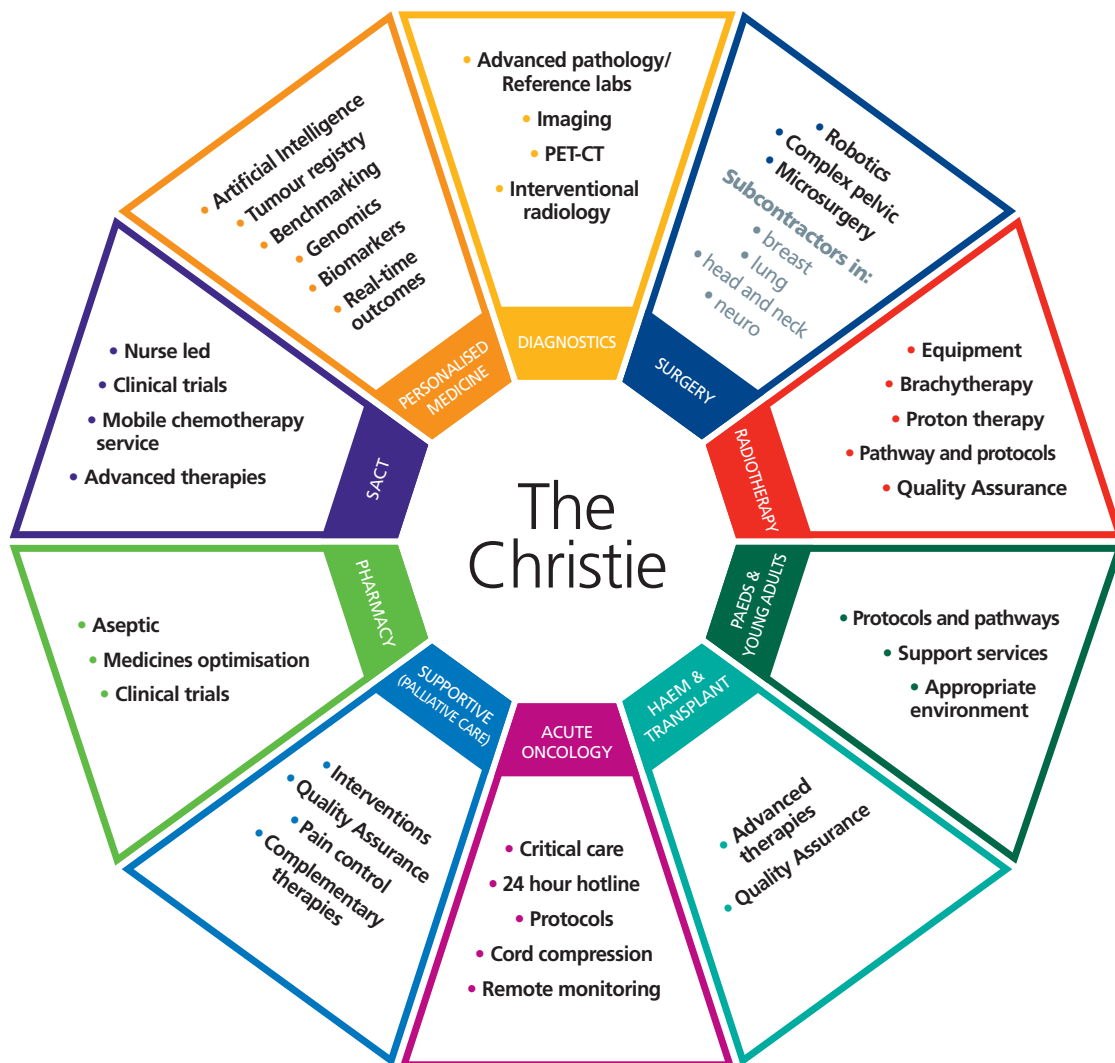 • Advanced pathology/
Reference labs
• Imaging
• PET-CT
• Interventional
radiology
DIAGNOSTICS
• Robotics
• Complex pelvic
• Microsurgery
Subcontractors in:
• breast
• lung
• head and neck
• neuro
SURGERY
• Equipment
• Brachytherapy
• Proton therapy
• Pathway and protocols
• Quality Assurance
RADIOTHERAPY
• Protocols and pathways
• Support services
• Appropriate
environment
PAEDS &
YOUNG ADULTS
• Advanced
therapies
• Quality Assurance
HAEM &
TRANSPLANT
ACUTE
ONCOLOGY
• Critical care
• 24 hour hotline
• Protocols
• Cord compression
• Remote monitoring
SUPPORTIVE
(PALLIATIVE CARE)
• Interventions
• Quality Assurance
• Pain control
• Complementary
therapies
PHARMACY
• Aseptic
• Medicines optimisation
• Clinical trials
SACT
• Nurse led
• Clinical trials
• Mobile chemotherapy
service
• Advanced therapies
PERSONALISED
MEDICINE
• Artificial Intelligence
• Tumour registry
• Benchmarking
• Genomics
• Biomarkers
• Real-time
outcomes
The
Christie